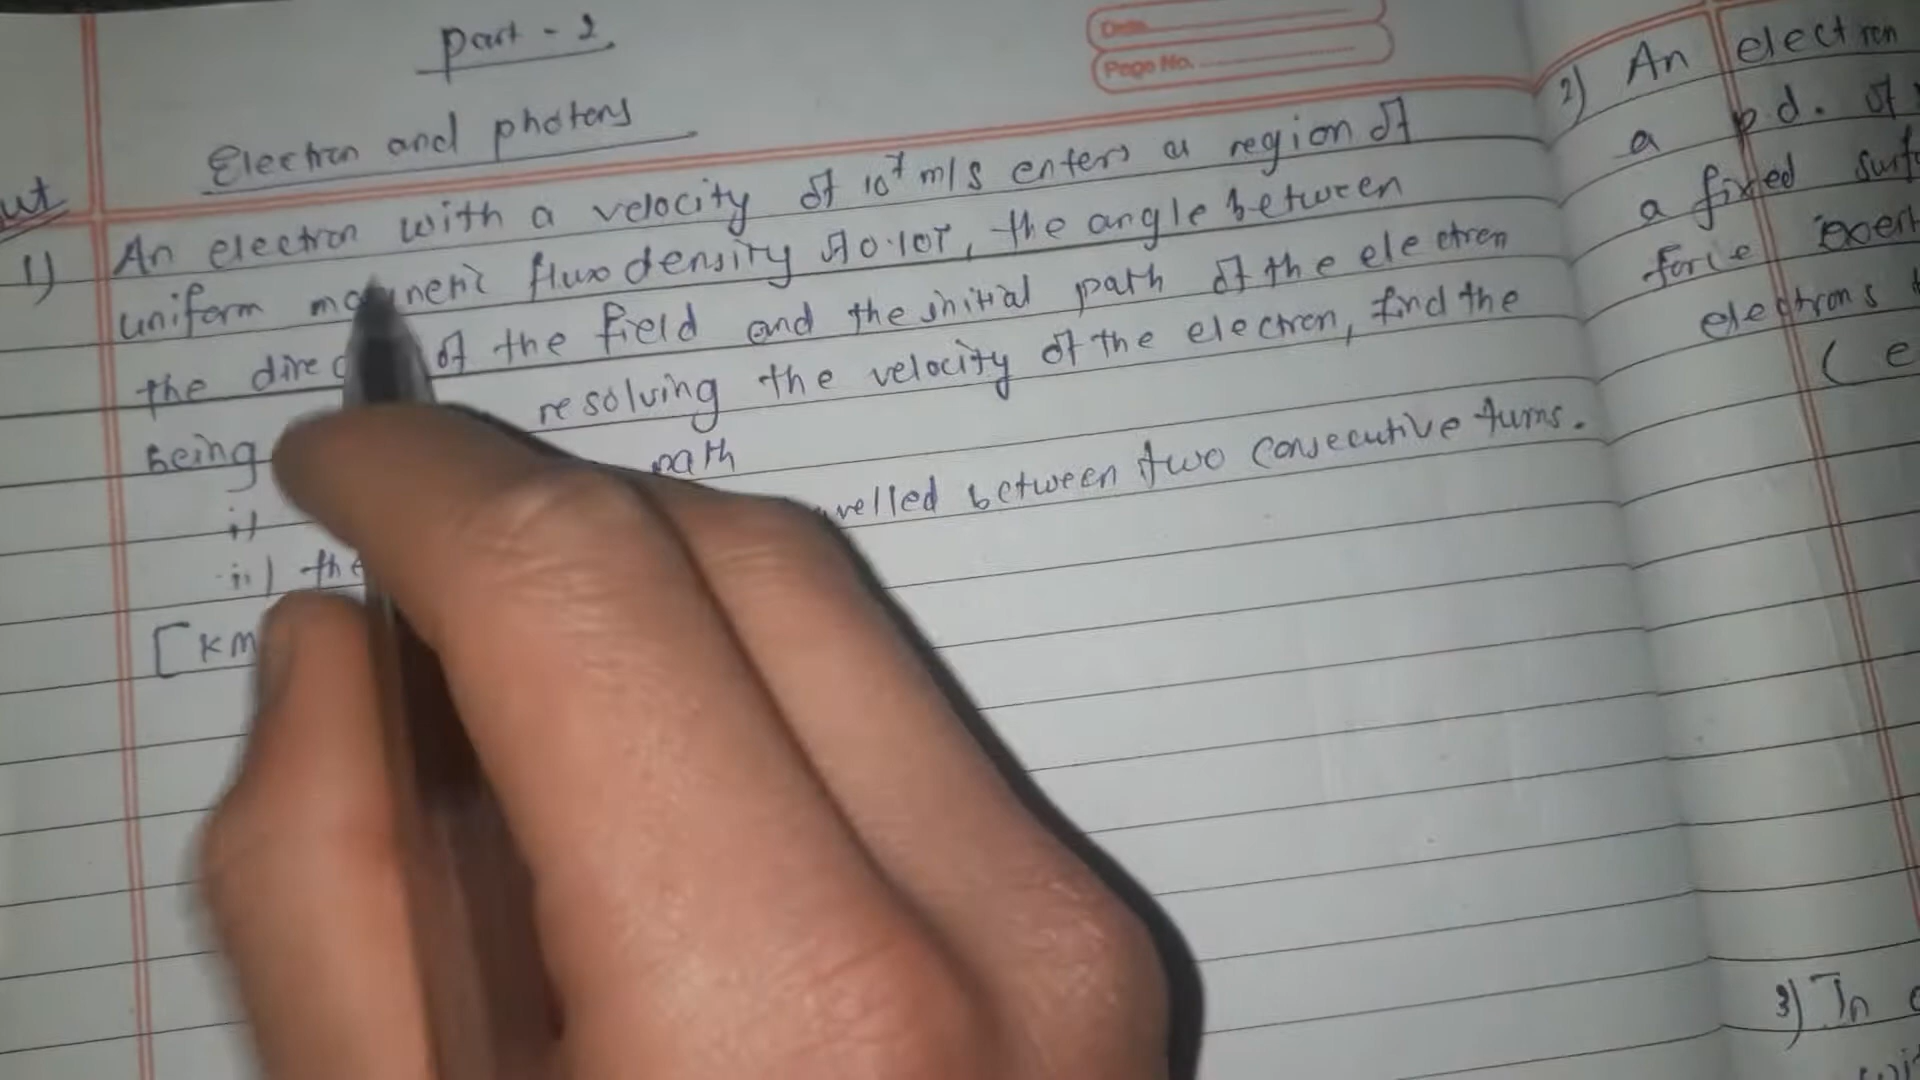 Part - 2
Date
Page No.
Electron and photons
1) An electron with a velocity of 10⁷ m/s enters a region of
uniform magnetic flux density of 0.10T, the angle between
the direc of the field and the initial path of the electron
being resolving the velocity of the electron, find the
i) path
ii) the velled between two consecutive turns.
[km
2) An electron
a p.d. of
a fixed surf
force exert
electrons
(e
3) In